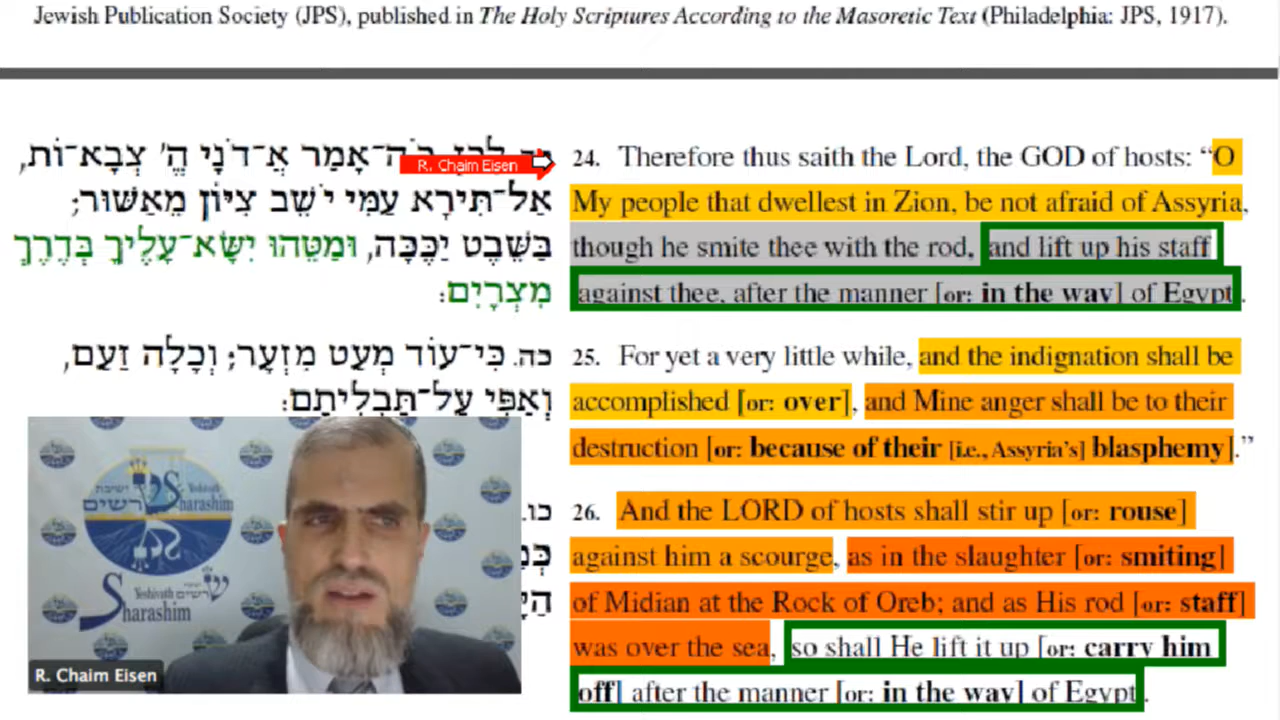 Jewish Publication Society (JPS), published in The Holy Scriptures According to the Masoretic Text (Philadelphia: JPS, 1917).
אָמַר אֲ־דֹנָי הֳ' צְבָא־וֹת,
R. Chaim Eisen
אַל־תִּירָא עַמִּי יֹשֵׁב צִיּוֹן מֵאַשּׁוּר;
בַּשֵּׁבֶט יַכֶּכָּה, וּמַטֵּהוּ יִשָּׂא־עָלֶיךָ בְּדֶרֶךְ
מִצְרָיִם:
24. Therefore thus saith the Lord, the GOD of hosts: “O
My people that dwellest in Zion, be not afraid of Assyria,
though he smite thee with the rod, and lift up his staff
against thee, after the manner [or: in the way] of Egypt.
כה. כִּי־עוֹד מְעַט מִזְעָר; וְכָלָה זַעַם,
וְאַפִּי עַל־תַּבְלִיתָם:
25. For yet a very little while, and the indignation shall be
accomplished [or: over], and Mine anger shall be to their
destruction [or: because of their [i.e., Assyria’s] blasphemy].”
כו.
26. And the LORD of hosts shall stir up [or: rouse]
against him a scourge, as in the slaughter [or: smiting]
of Midian at the Rock of Oreb; and as His rod [or: staff]
was over the sea, so shall He lift it up [or: carry him
off] after the manner [or: in the way] of Egypt.
ישיבת שרשים
Yeshivath Sharashim
Yeshivath ישיבת
Sharashim שרשים
R. Chaim Eisen